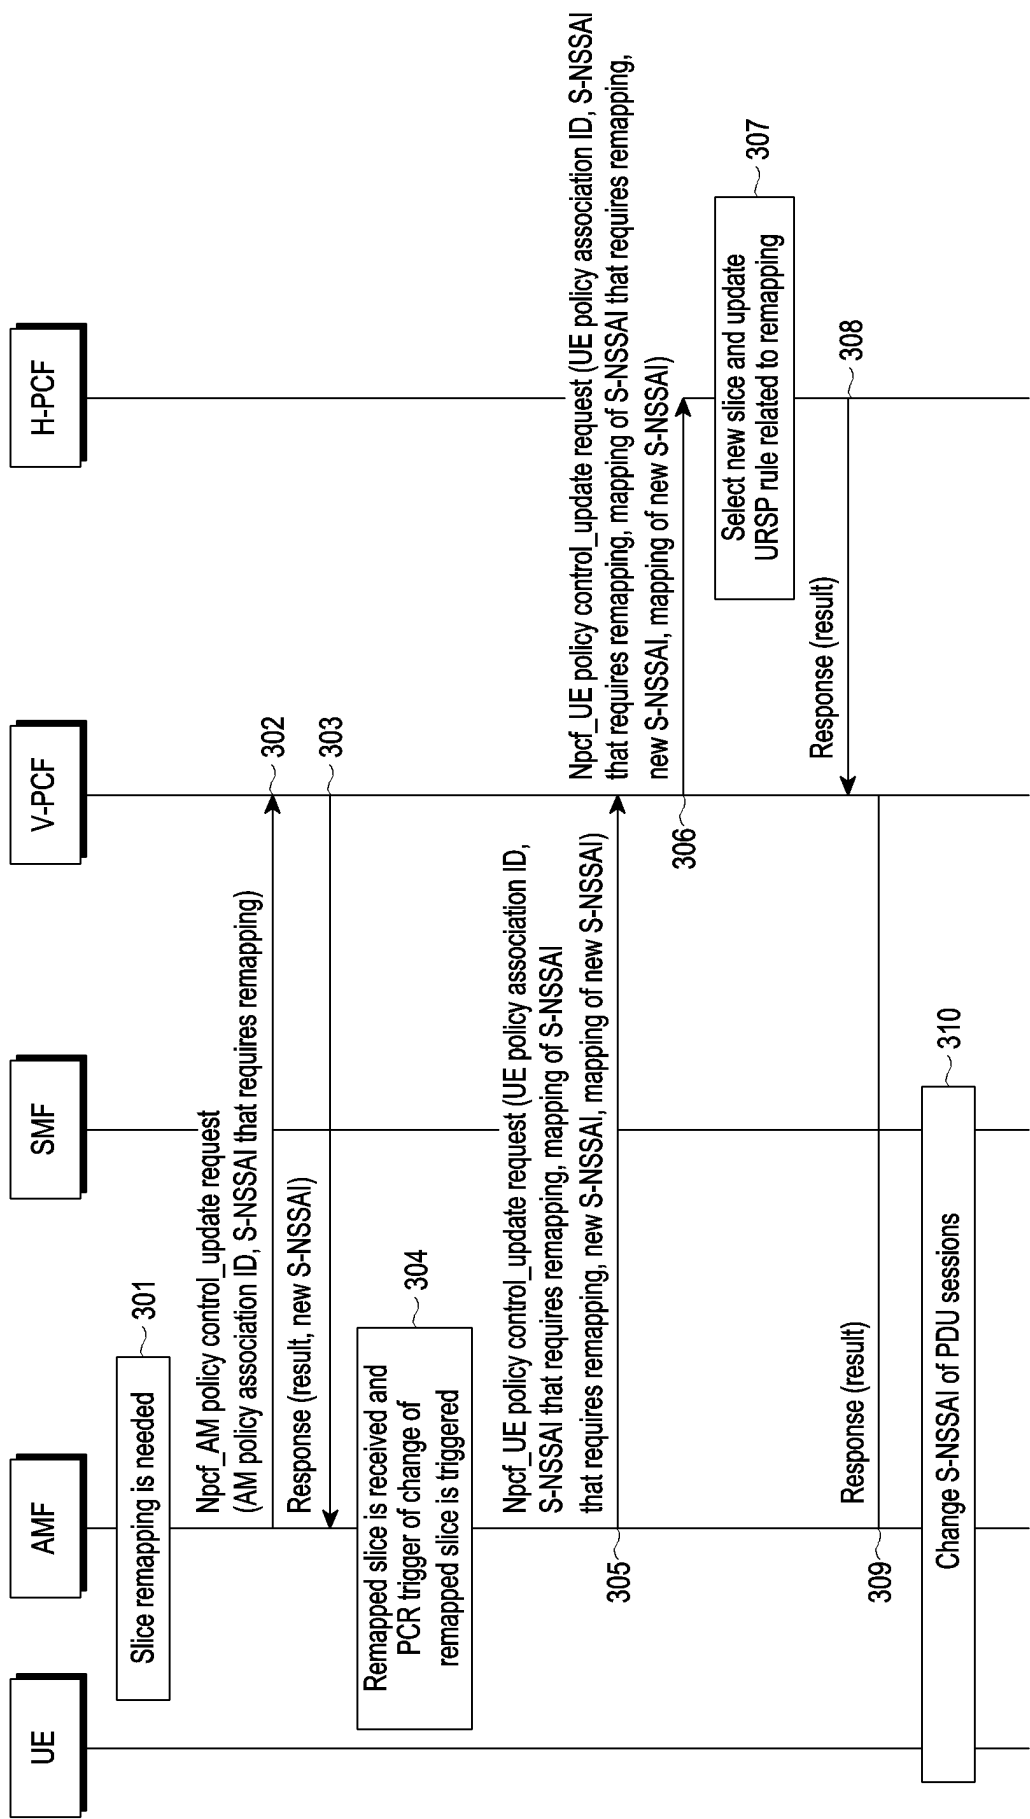 UE
AMF
SMF
V-PCF
H-PCF
Slice remapping is needed
301
Npcf_AM policy control_update request
(AM policy association ID, S-NSSAI that requires remapping)
302
Response (result, new S-NSSAI)
303
Remapped slice is received and
PCR trigger of change of
remapped slice is triggered
304
Npcf_UE policy control_update request (UE policy association ID,
S-NSSAI that requires remapping, mapping of S-NSSAI
that requires remapping, new S-NSSAI, mapping of new S-NSSAI)
305
Npcf_UE policy control_update request (UE policy association ID, S-NSSAI
that requires remapping, mapping of S-NSSAI that requires remapping,
new S-NSSAI, mapping of new S-NSSAI)
306
Select new slice and update
URSP rule related to remapping
307
Response (result)
308
Response (result)
309
Change S-NSSAI of PDU sessions
310